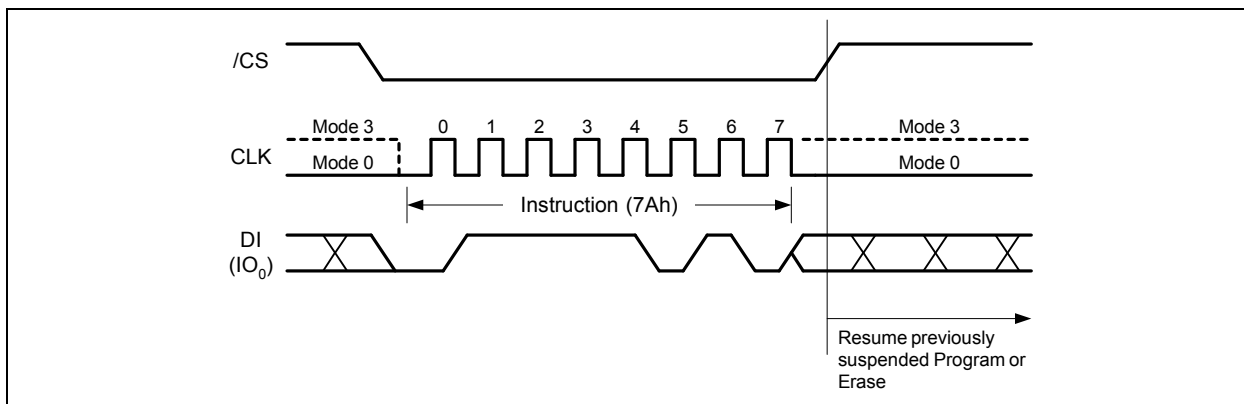 /CS
Mode 3 0 1 2 3 4 5 6 7 Mode 3
CLK
Mode 0 Mode 0
Instruction (7Ah)
DI
(IO0)
Resume previously
suspended Program or
Erase